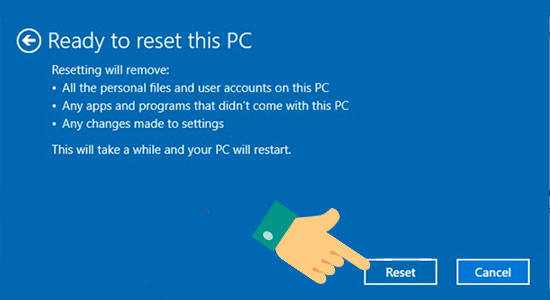 Ready to reset this PC
Resetting will remove:
• All the personal files and user accounts on this PC
• Any apps and programs that didn't come with this PC
• Any changes made to settings
This will take a while and your PC will restart.
Reset
Cancel